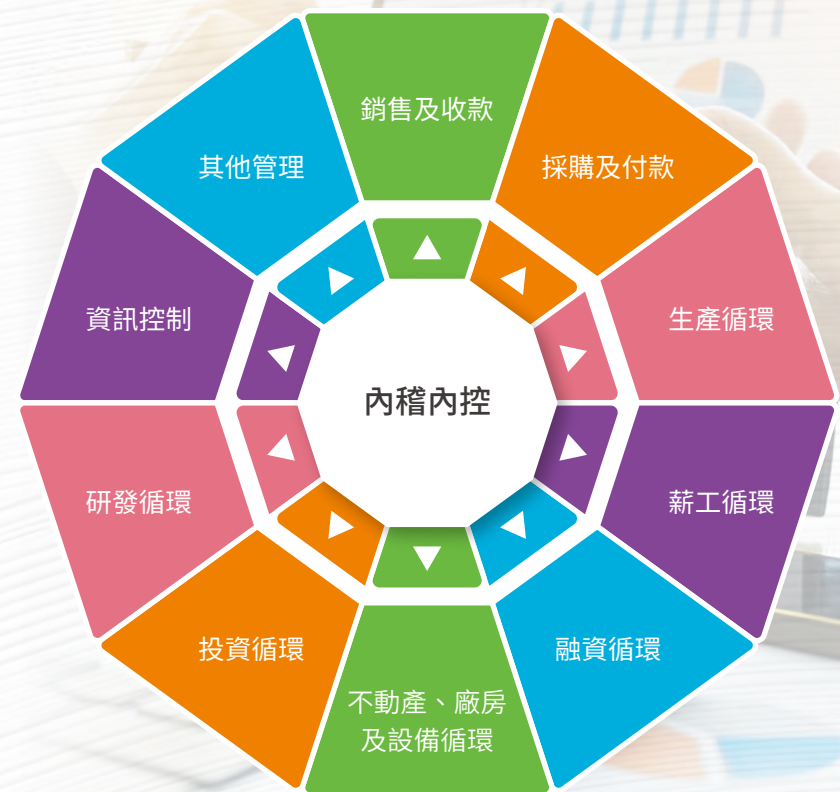 銷售及收款
採購及付款
生產循環
薪工循環
融資循環
不動產、廠房
及設備循環
投資循環
研發循環
資訊控制
其他管理
內稽內控